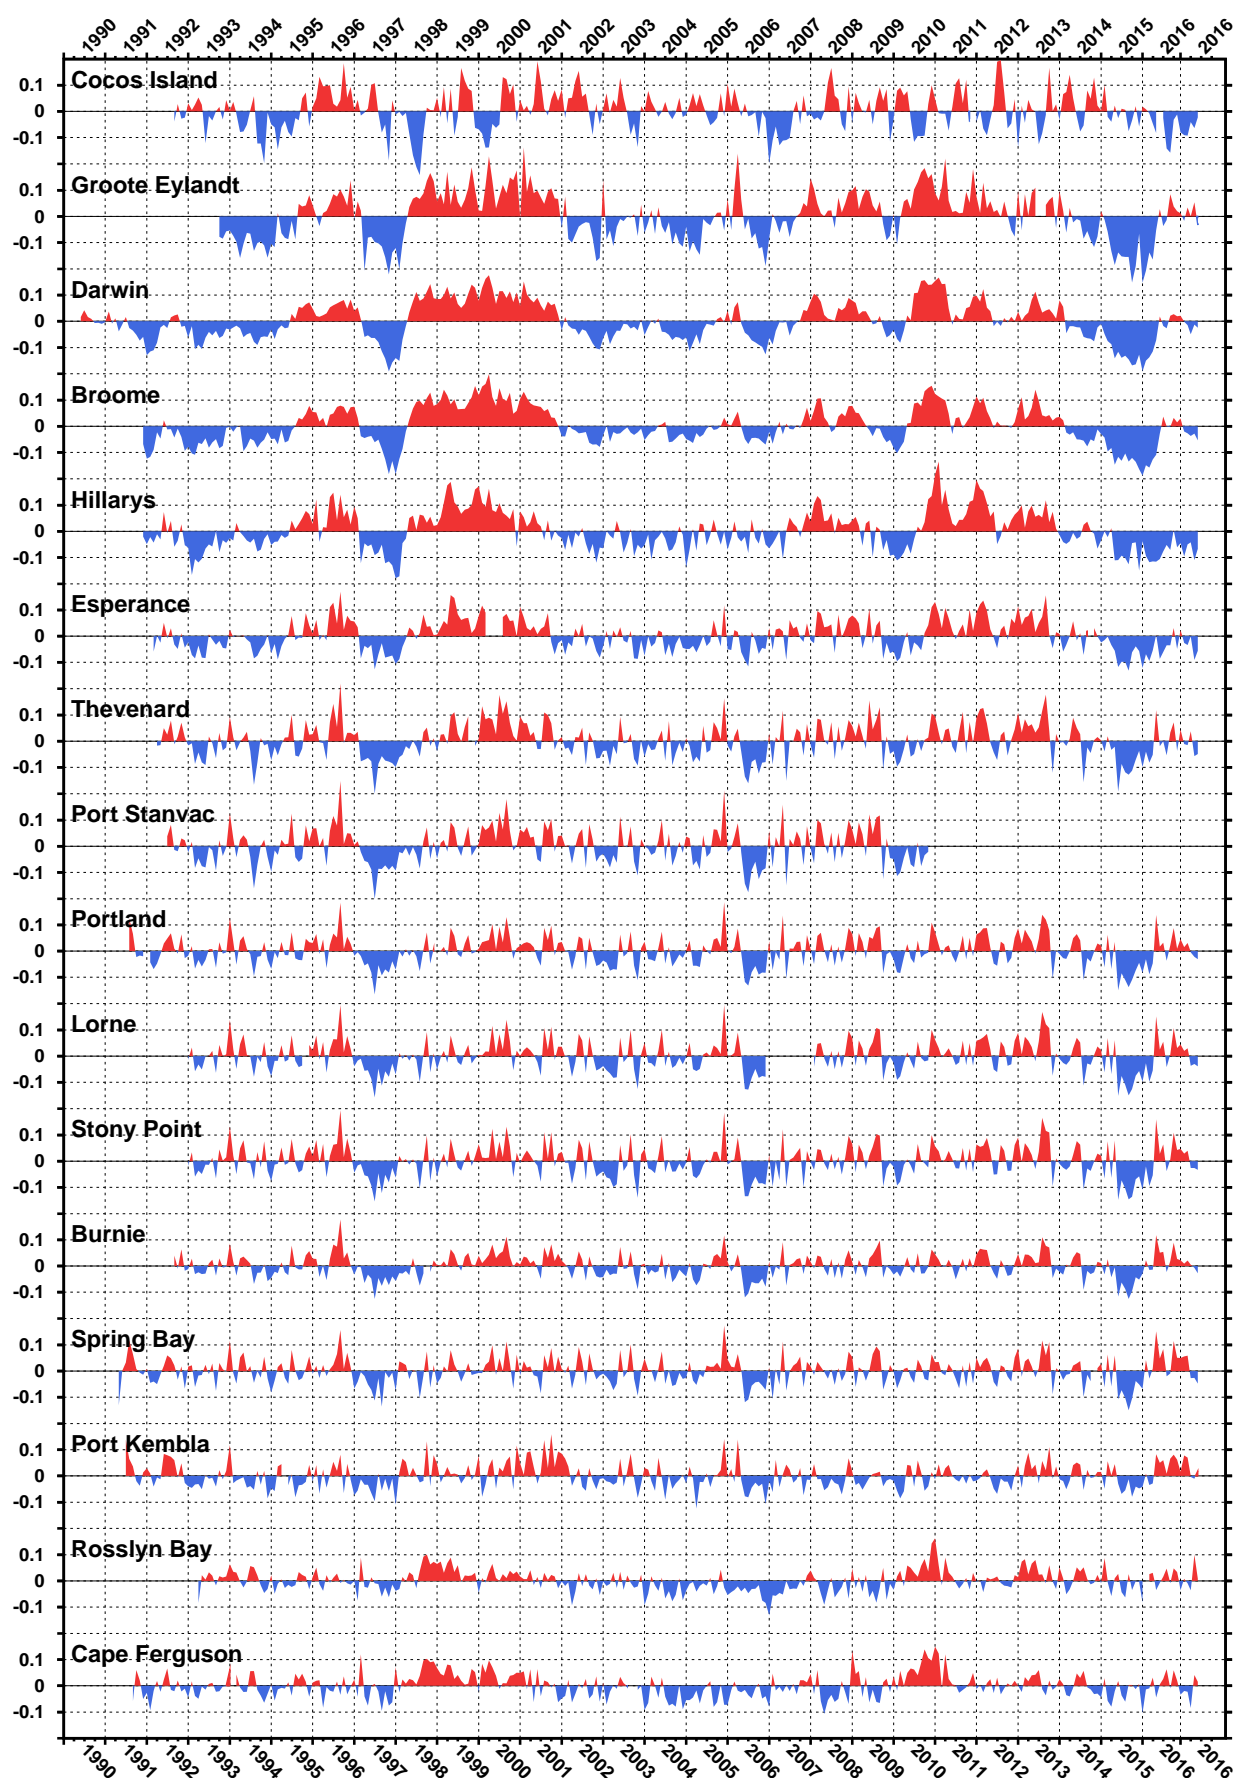 1990 1991 1992 1993 1994 1995 1996 1997 1998 1999 2000 2001 2002 2003 2004 2005 2006 2007 2008 2009 2010 2011 2012 2013 2014 2015 2016 2016
Cocos Island
0.1
0
-0.1
Groote Eylandt
0.1
0
-0.1
Darwin
0.1
0
-0.1
Broome
0.1
0
-0.1
Hillarys
0.1
0
-0.1
Esperance
0.1
0
-0.1
Thevenard
0.1
0
-0.1
Port Stanvac
0.1
0
-0.1
Portland
0.1
0
-0.1
Lorne
0.1
0
-0.1
Stony Point
0.1
0
-0.1
Burnie
0.1
0
-0.1
Spring Bay
0.1
0
-0.1
Port Kembla
0.1
0
-0.1
Rosslyn Bay
0.1
0
-0.1
Cape Ferguson
0.1
0
-0.1
1990 1991 1992 1993 1994 1995 1996 1997 1998 1999 2000 2001 2002 2003 2004 2005 2006 2007 2008 2009 2010 2011 2012 2013 2014 2015 2016 2016